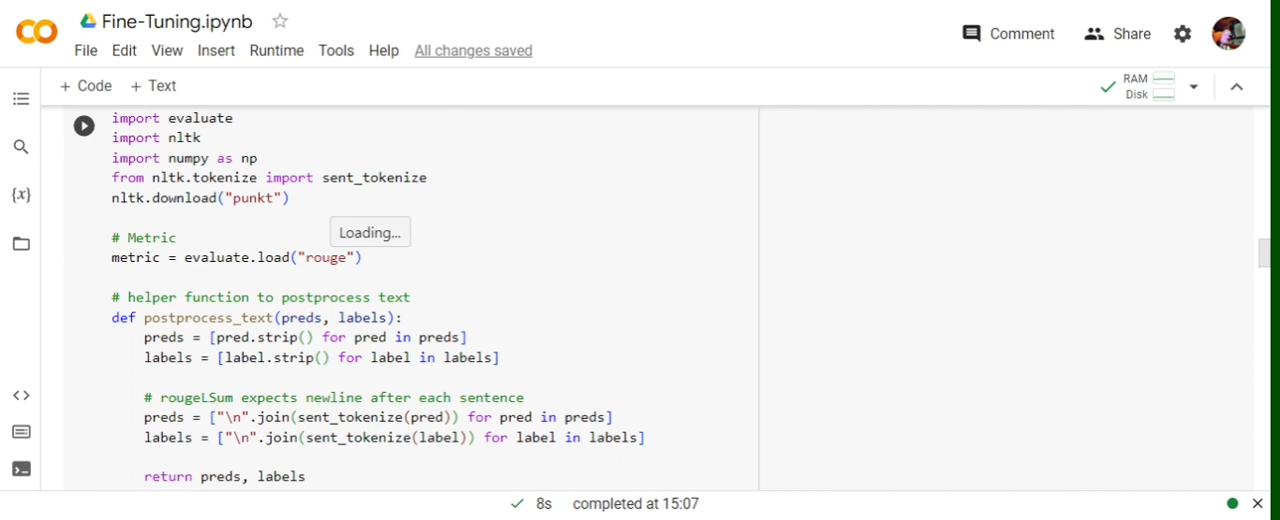 Fine-Tuning.ipynb
File Edit View Insert Runtime Tools Help All changes saved
Comment
Share
+ Code + Text
RAM
Disk
import evaluate
import nltk
import numpy as np
from nltk.tokenize import sent_tokenize
nltk.download("punkt")
Loading...
# Metric
metric = evaluate.load("rouge")
# helper function to postprocess text
def postprocess_text(preds, labels):
    preds = [pred.strip() for pred in preds]
    labels = [label.strip() for label in labels]
    # rougeLSum expects newline after each sentence
    preds = ["\n".join(sent_tokenize(pred)) for pred in preds]
    labels = ["\n".join(sent_tokenize(label)) for label in labels]
    return preds, labels
{x}
8s completed at 15:07